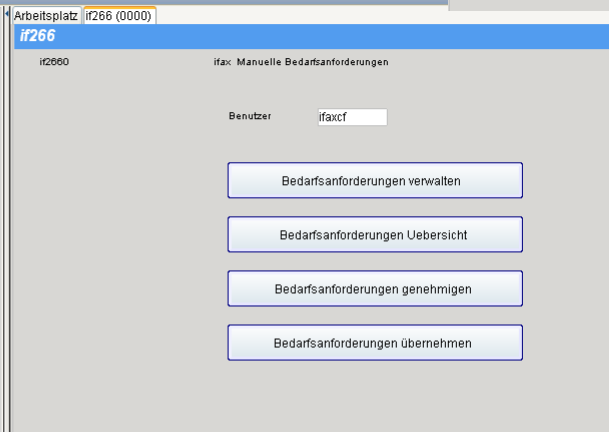 Arbeitsplatz if266 (0000)
if266
if2660 ifax Manuelle Bedarfsanforderungen
Benutzer ifaxcf
Bedarfsanforderungen verwalten
Bedarfsanforderungen Uebersicht
Bedarfsanforderungen genehmigen
Bedarfsanforderungen übernehmen